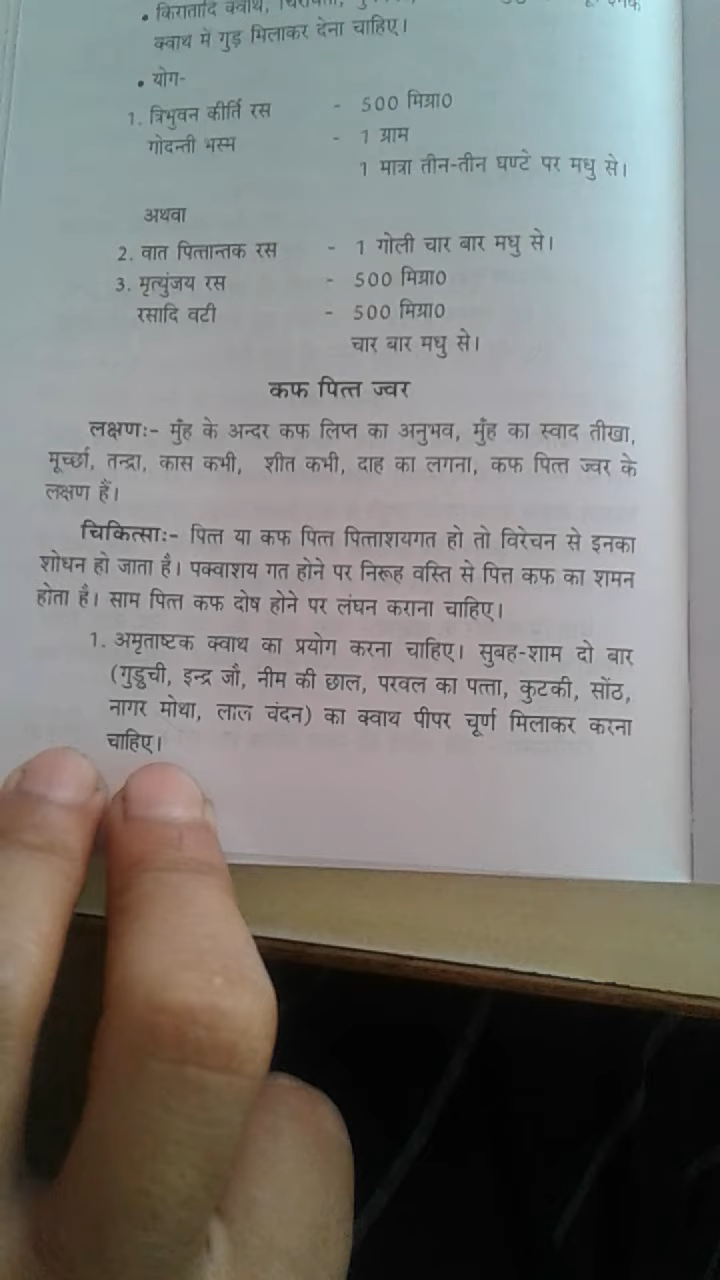 • किरातादि क्वाथ, चिरायता,
क्वाथ में गुड़ मिलाकर देना चाहिए।
• योग-
1. त्रिभुवन कीर्ति रस - 500 मिग्रा0
गोदन्ती भस्म - 1 ग्राम
1 मात्रा तीन-तीन घण्टे पर मधु से।
अथवा
2. वात पित्तान्तक रस - 1 गोली चार बार मधु से।
3. मृत्युंजय रस - 500 मिग्रा0
रसादि वटी - 500 मिग्रा0
चार बार मधु से।
कफ पित्त ज्वर
लक्षणः- मुँह के अन्दर कफ लिप्त का अनुभव, मुँह का स्वाद तीखा,
मूर्च्छा, तन्द्रा, कास कभी, शीत कभी, दाह का लगना, कफ पित्त ज्वर के
लक्षण हैं।
चिकित्साः- पित्त या कफ पित्त पित्ताशयगत हो तो विरेचन से इनका
शोधन हो जाता है। पक्वाशय गत होने पर निरूह वस्ति से पित्त कफ का शमन
होता है। साम पित्त कफ दोष होने पर लंघन कराना चाहिए।
1. अमृताष्टक क्वाथ का प्रयोग करना चाहिए। सुबह-शाम दो बार
(गुडुची, इन्द्र जौ, नीम की छाल, परवल का पत्ता, कुटकी, सोंठ,
नागर मोथा, लाल चंदन) का क्वाय पीपर चूर्ण मिलाकर करना
चाहिए।